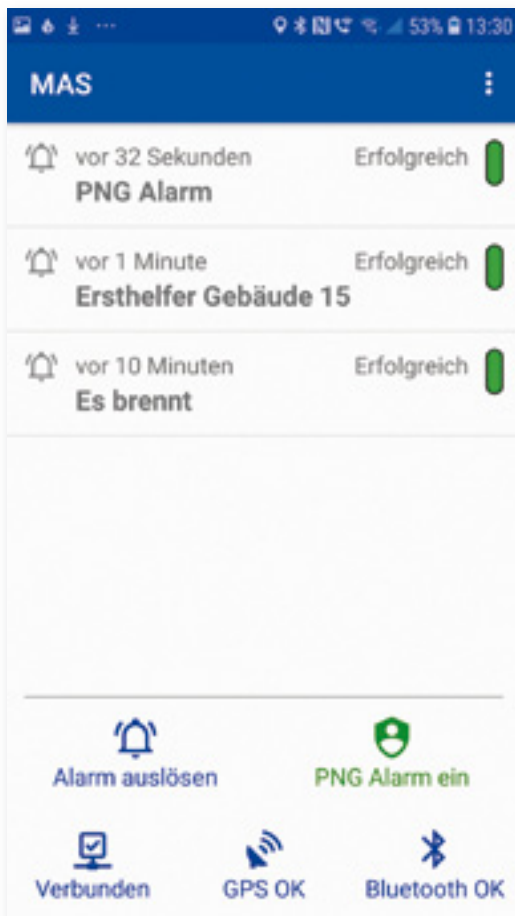 53% 13:30
MAS
vor 32 Sekunden Erfolgreich
PNG Alarm
vor 1 Minute Erfolgreich
Ersthelfer Gebäude 15
vor 10 Minuten Erfolgreich
Es brennt
Alarm auslösen PNG Alarm ein
Verbunden GPS OK Bluetooth OK